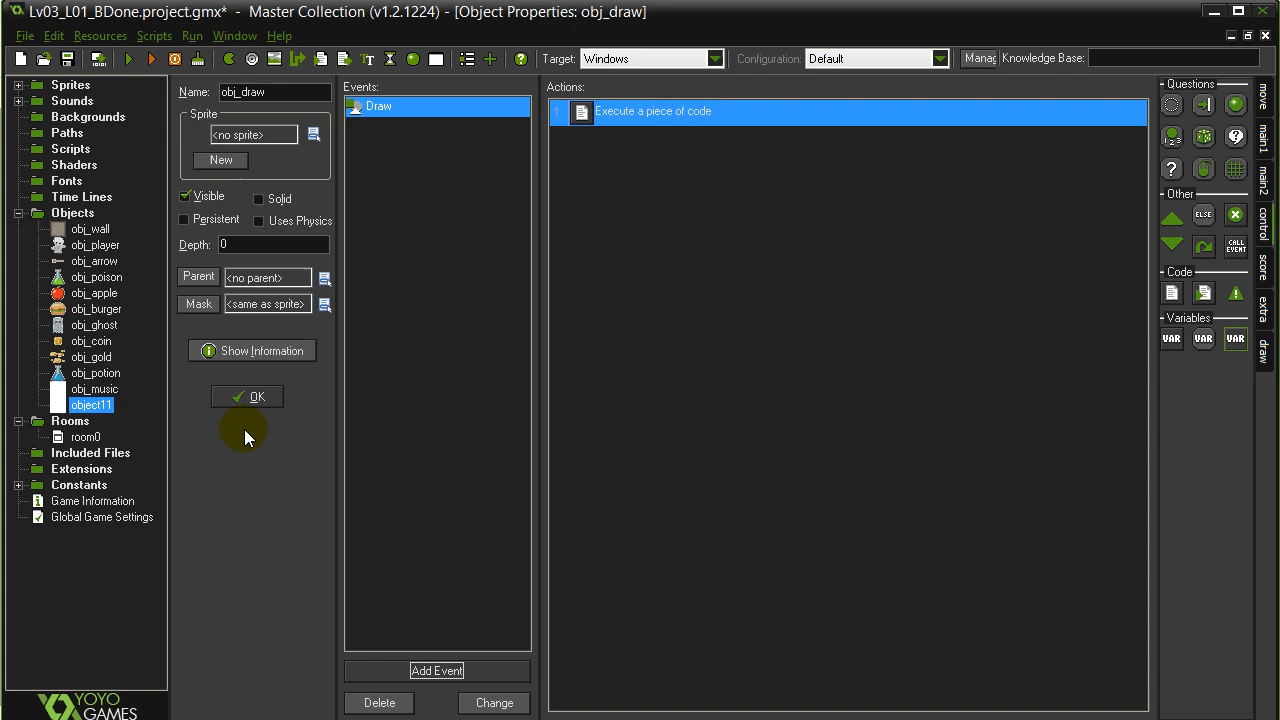 Lv03_L01_BDone.project.gmx* - Master Collection (v1.2.1224) - [Object Properties: obj_draw]
File Edit Resources Scripts Run Window Help
Target: Windows Configuration: Default Manac Knowledge Base:
Sprites
Sounds
Backgrounds
Paths
Scripts
Shaders
Fonts
Time Lines
Objects
obj_wall
obj_player
obj_arrow
obj_poison
obj_apple
obj_burger
obj_ghost
obj_coin
obj_gold
obj_potion
obj_music
object11
Rooms
room0
Included Files
Extensions
Constants
Game Information
Global Game Settings
YOYO
GAMES
Name: obj_draw
Sprite
<no sprite>
New
Visible Solid
Persistent Uses Physics
Depth: 0
Parent <no parent>
Mask <same as sprite>
Show Information
OK
Events:
Draw
Add Event
Delete Change
Actions:
1 Execute a piece of code
Questions
1 2 3
?
?
Other
ELSE
CALL
EVENT
Code
Variables
VAR VAR VAR
move
main1
main2
control
score
extra
draw